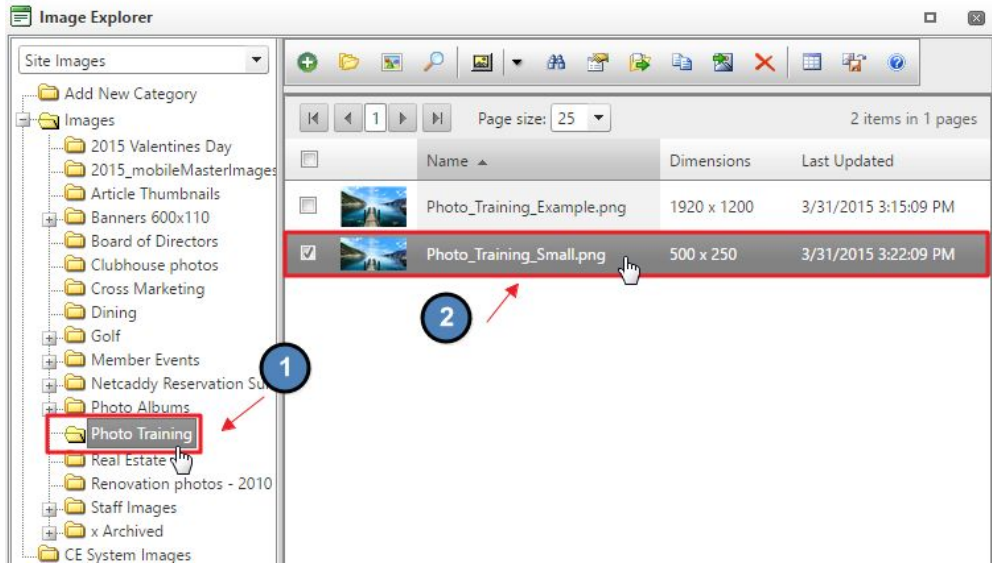 Image Explorer
Site Images
Add New Category
Images
2015 Valentines Day
2015_mobileMasterImages
Article Thumbnails
Banners 600x110
Board of Directors
Clubhouse photos
Cross Marketing
Dining
Golf
Member Events
Netcaddy Reservation
Photo Albums
Photo Training
Real Estate
Renovation photos - 2010
Staff Images
x Archived
CE System Images
1
1 Page size: 25 2 items in 1 pages
Name Dimensions Last Updated
Photo_Training_Example.png 1920 x 1200 3/31/2015 3:15:09 PM
Photo_Training_Small.png 500 x 250 3/31/2015 3:22:09 PM
2